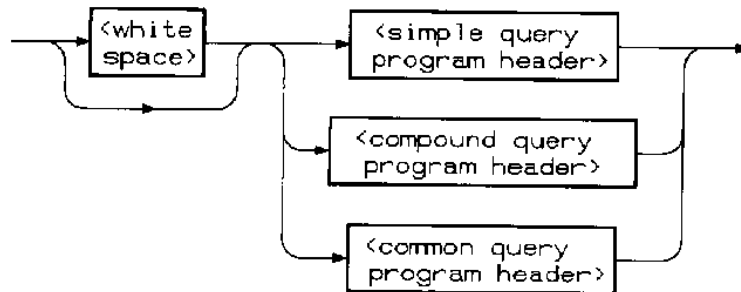 <white
space>
<simple query
program header>
<compound query
program header>
<common query
program header>